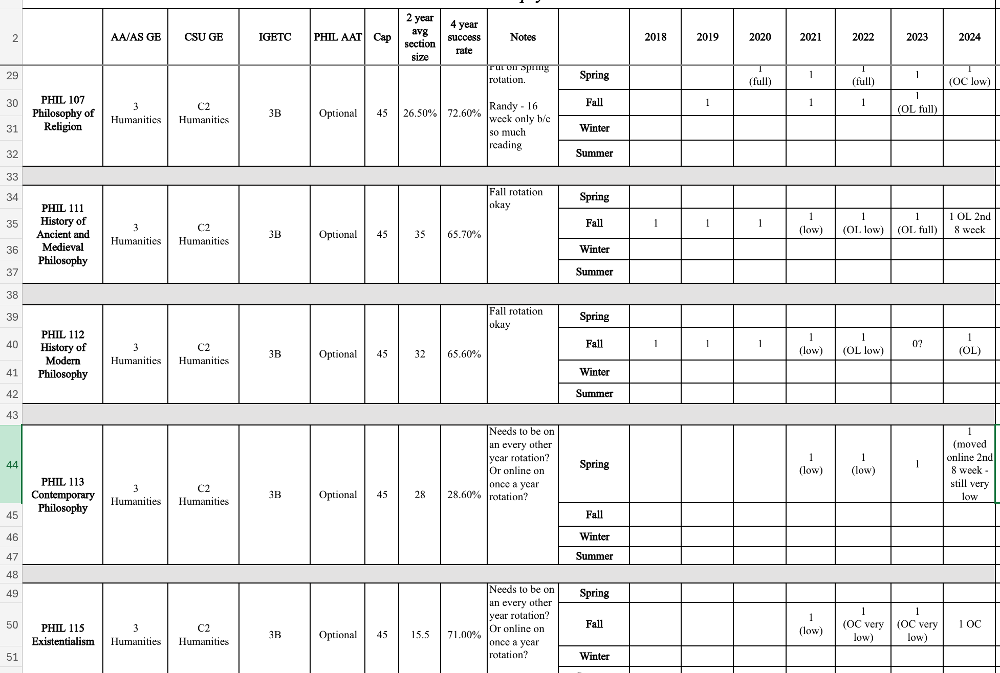 2
AA/AS GE
CSU GE
IGETC
PHIL AAT
Cap
2 year
avg
section
size
4 year
success
rate
Notes
2018
2019
2020
2021
2022
2023
2024
29
30
31
32
PHIL 107
Philosophy of
Religion
3
Humanities
C2
Humanities
3B
Optional
45
26.50%
72.60%
Put on Spring
rotation.
Randy - 16
week only b/c
so much
reading
Spring
1
(full)
1
1
(full)
1
1
(OC low)
Fall
1
1
1
1
(OL full)
Winter
Summer
33
34
35
36
37
PHIL 111
History of
Ancient and
Medieval
Philosophy
3
Humanities
C2
Humanities
3B
Optional
45
35
65.70%
Fall rotation
okay
Spring
Fall
1
1
1
1
(low)
1
(OL low)
1
(OL full)
1 OL 2nd
8 week
Winter
Summer
38
39
40
41
42
PHIL 112
History of
Modern
Philosophy
3
Humanities
C2
Humanities
3B
Optional
45
32
65.60%
Fall rotation
okay
Spring
Fall
1
1
1
1
(low)
1
(OL low)
0?
1
(OL)
Winter
Summer
43
44
45
46
47
PHIL 113
Contemporary
Philosophy
3
Humanities
C2
Humanities
3B
Optional
45
28
28.60%
Needs to be on
an every other
year rotation?
Or online on
once a year
rotation?
Spring
1
(low)
1
(low)
1
1
(moved
online 2nd
8 week -
still very
low
Fall
Winter
Summer
48
49
50
51
PHIL 115
Existentialism
3
Humanities
C2
Humanities
3B
Optional
45
15.5
71.00%
Needs to be on
an every other
year rotation?
Or online on
once a year
rotation?
Spring
Fall
1
(low)
1
(OC very
low)
1
(OC very
low)
1 OC
Winter